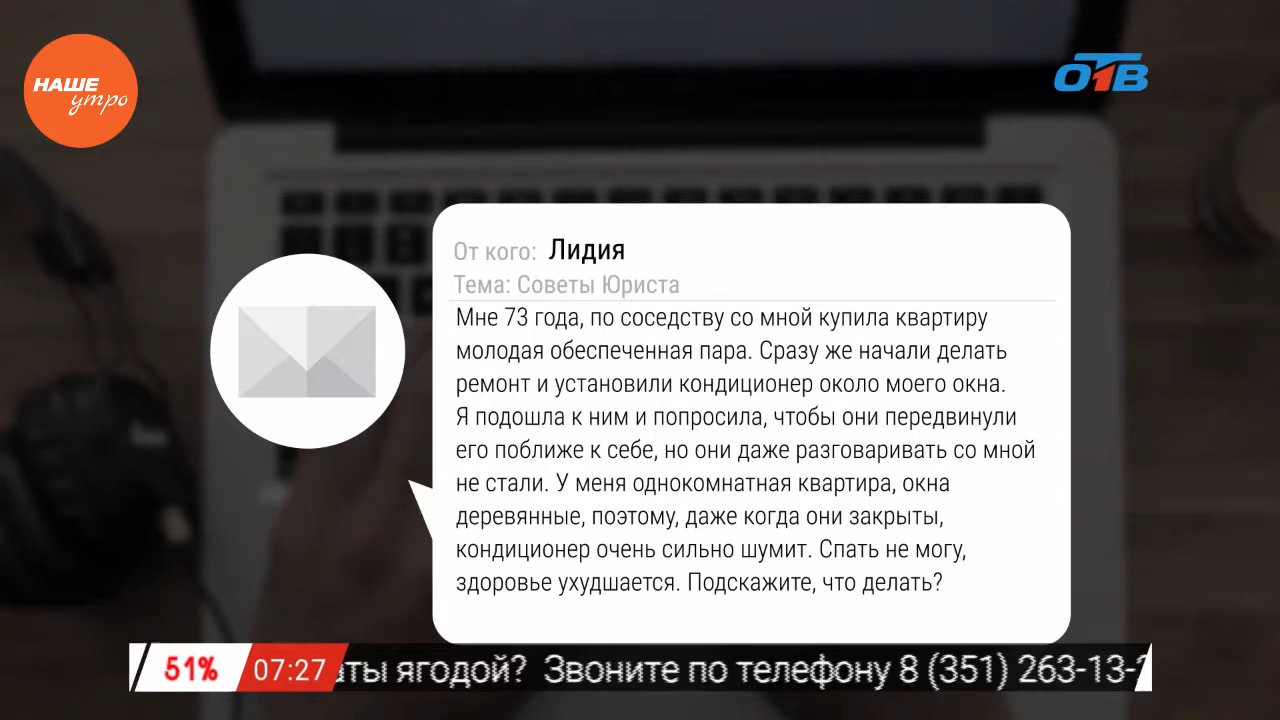 НАШЕ
утро
ОТВ
От кого: Лидия
Тема: Советы Юриста
Мне 73 года, по соседству со мной купила квартиру
молодая обеспеченная пара. Сразу же начали делать
ремонт и установили кондиционер около моего окна.
Я подошла к ним и попросила, чтобы они передвинули
его поближе к себе, но они даже разговаривать со мной
не стали. У меня однокомнатная квартира, окна
деревянные, поэтому, даже когда они закрыты,
кондиционер очень сильно шумит. Спать не могу,
здоровье ухудшается. Подскажите, что делать?
51% 07:27 ягодой? Звоните по телефону 8 (351) 263-13-